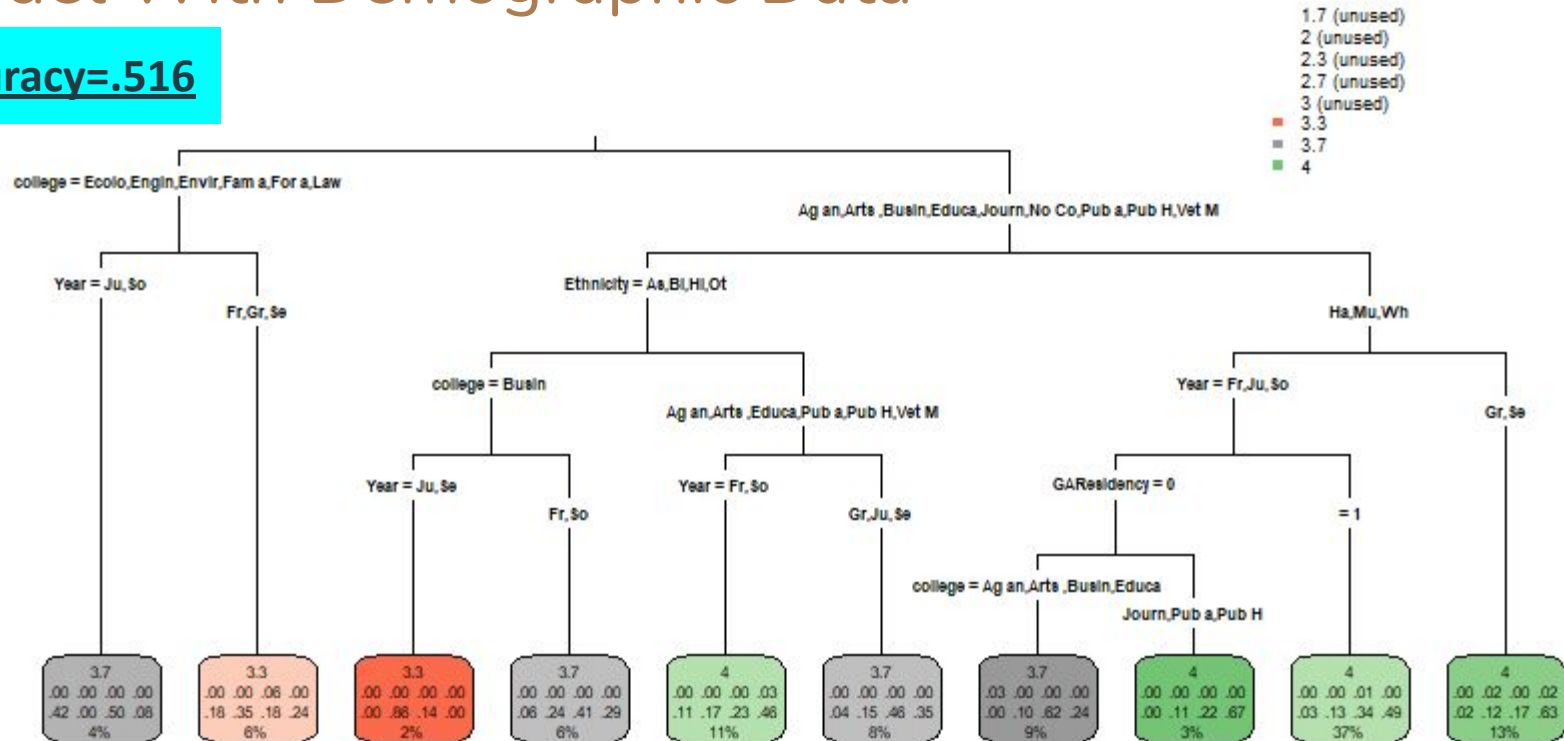 With Demographic Data
uracy=.516
1.7 (unused)
2 (unused)
2.3 (unused)
2.7 (unused)
3 (unused)
3.3
3.7
4
college = Ecolo,Engin,Envir,Fam a,For a,Law
Ag an,Arts ,Busin,Educa,Journ,No Co,Pub a,Pub H,Vet M
Year = Ju,So
Fr,Gr,Se
Ethnicity = As,Bl,Hi,Ot
Ha,Mu,Wh
college = Busin
Ag an,Arts ,Educa,Pub a,Pub H,Vet M
Year = Fr,Ju,So
Gr,Se
Year = Ju,Se
Fr,So
Year = Fr,So
Gr,Ju,Se
GAResidency = 0
= 1
college = Ag an,Arts ,Busin,Educa
Journ,Pub a,Pub H
3.7
.00 .00 .00 .00
.42 .00 .50 .08
4%
3.3
.00 .00 .06 .00
.18 .35 .18 .24
6%
3.3
.00 .00 .00 .00
.00 .86 .14 .00
2%
3.7
.00 .00 .00 .00
.06 .24 .41 .29
6%
4
.00 .00 .00 .03
.11 .17 .23 .46
11%
3.7
.00 .00 .00 .00
.04 .15 .46 .35
8%
3.7
.03 .00 .00 .00
.00 .10 .62 .24
9%
4
.00 .00 .00 .00
.00 .11 .22 .67
3%
4
.00 .00 .01 .00
.03 .13 .34 .49
37%
4
.00 .02 .00 .02
.02 .12 .17 .63
13%